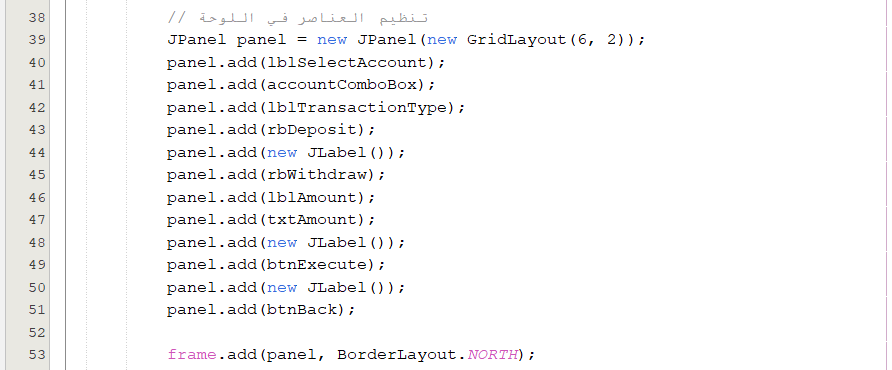 38 // تنظيم العناصر في اللوحة
39 JPanel panel = new JPanel(new GridLayout(6, 2));
40 panel.add(lblSelectAccount);
41 panel.add(accountComboBox);
42 panel.add(lblTransactionType);
43 panel.add(rbDeposit);
44 panel.add(new JLabel());
45 panel.add(rbWithdraw);
46 panel.add(lblAmount);
47 panel.add(txtAmount);
48 panel.add(new JLabel());
49 panel.add(btnExecute);
50 panel.add(new JLabel());
51 panel.add(btnBack);
52
53 frame.add(panel, BorderLayout.NORTH);